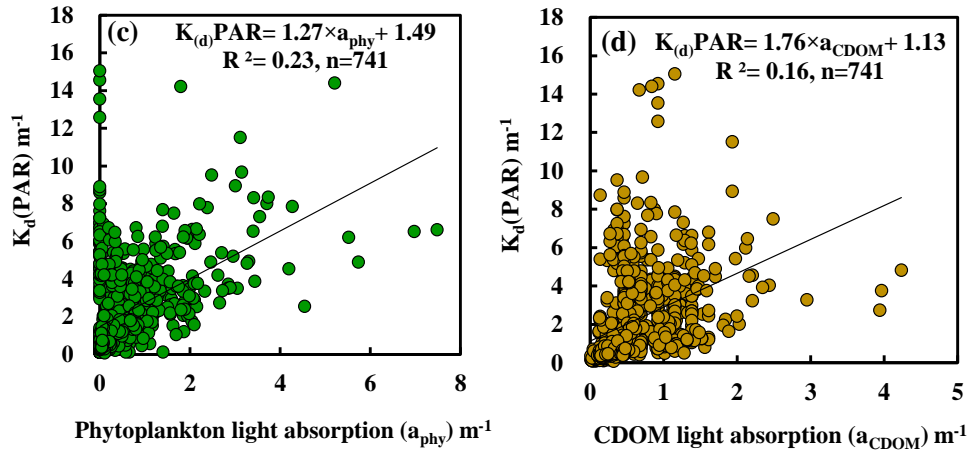 (c)
K(d)PAR= 1.27×aphy+ 1.49
R ²= 0.23, n=741
Kd(PAR) m-1
18
16
14
12
10
8
6
4
2
0
0 2 4 6 8
Phytoplankton light absorption (aphy) m-1
(d)
K(d)PAR= 1.76×aCDOM+ 1.13
R ²= 0.16, n=741
Kd(PAR) m-1
18
16
14
12
10
8
6
4
2
0
0 1 2 3 4 5
CDOM light absorption (aCDOM) m-1